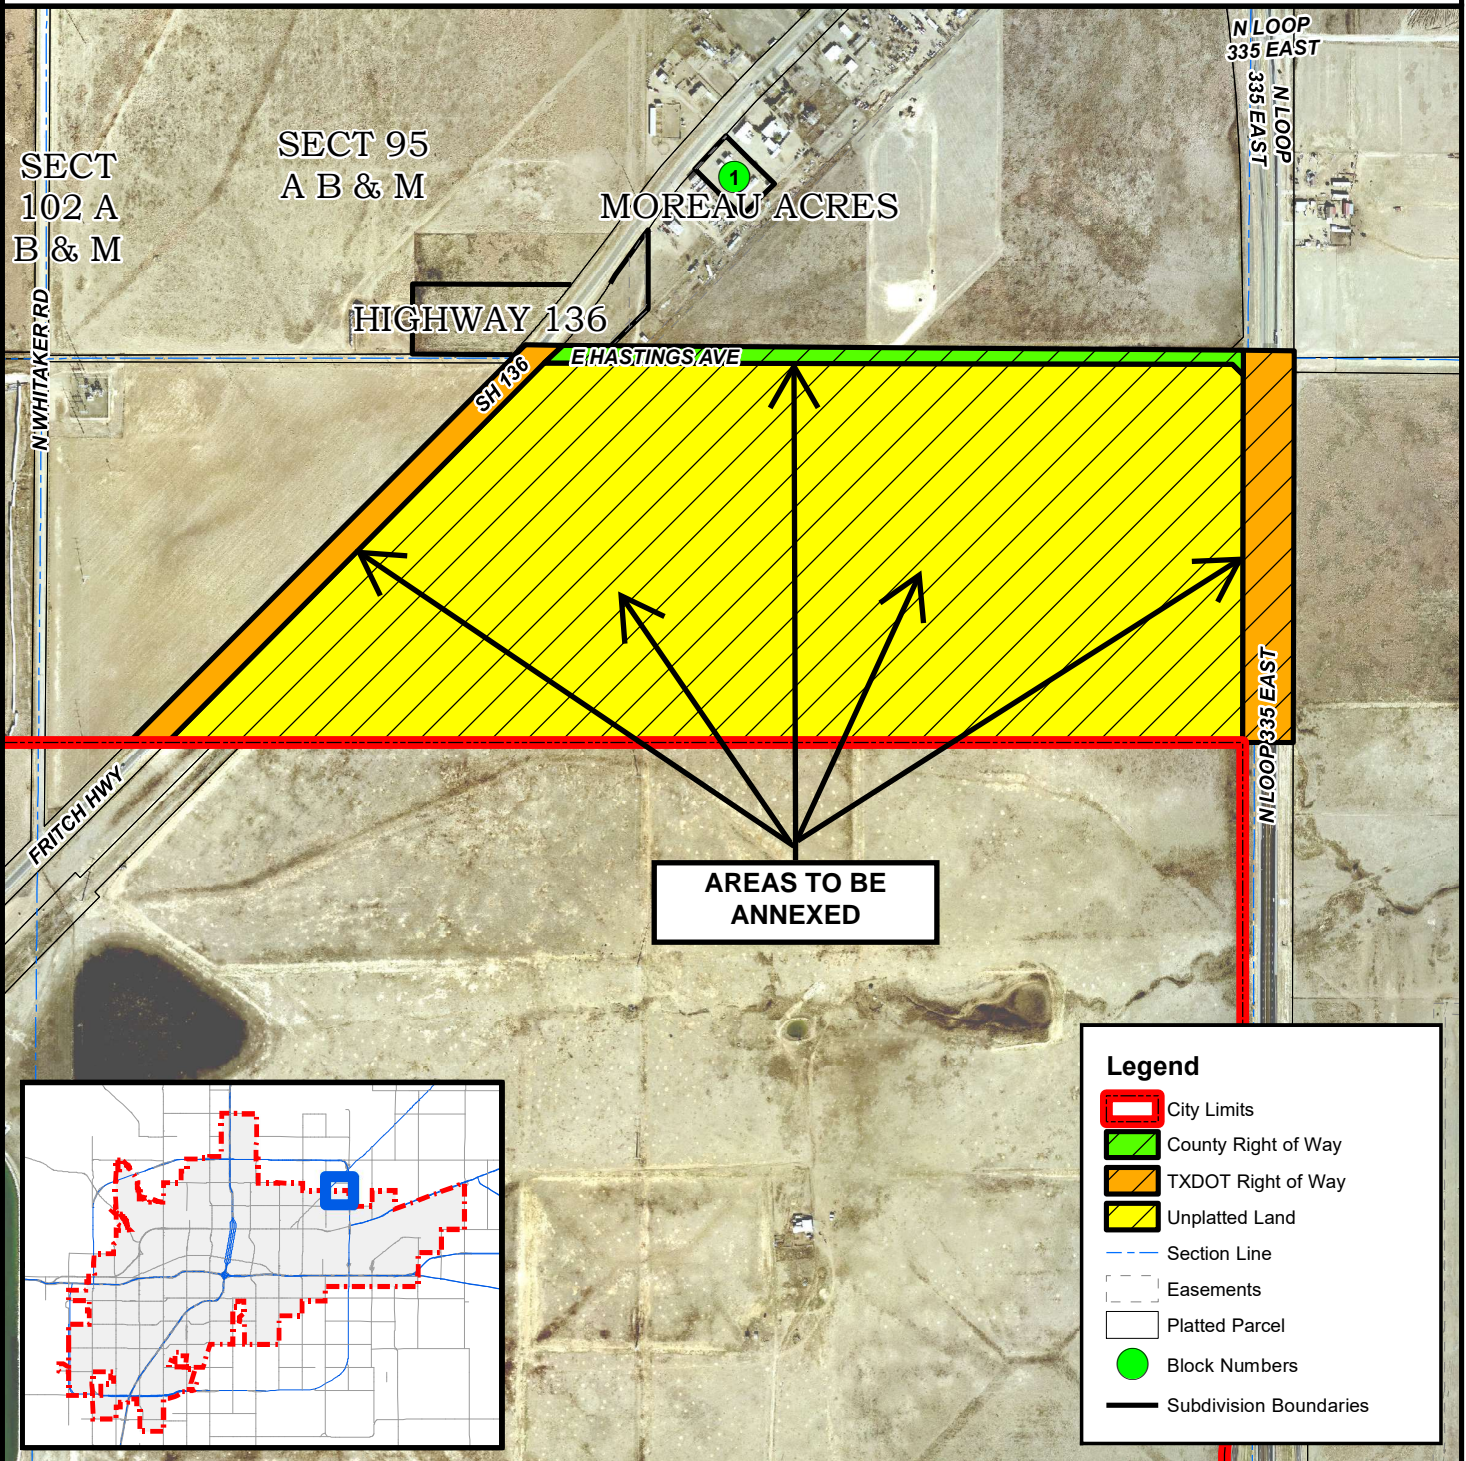 N LOOP
335 EAST
N LOOP
335 EAST
SECT 95
A B & M
SECT
102 A
B & M
1
MOREAU ACRES
HIGHWAY 136
N WHITAKER RD
E HASTINGS AVE
SH 136
N LOOP 335 EAST
FRITCH HWY
AREAS TO BE
ANNEXED
Legend
City Limits
County Right of Way
TXDOT Right of Way
Unplatted Land
Section Line
Easements
Platted Parcel
Block Numbers
Subdivision Boundaries